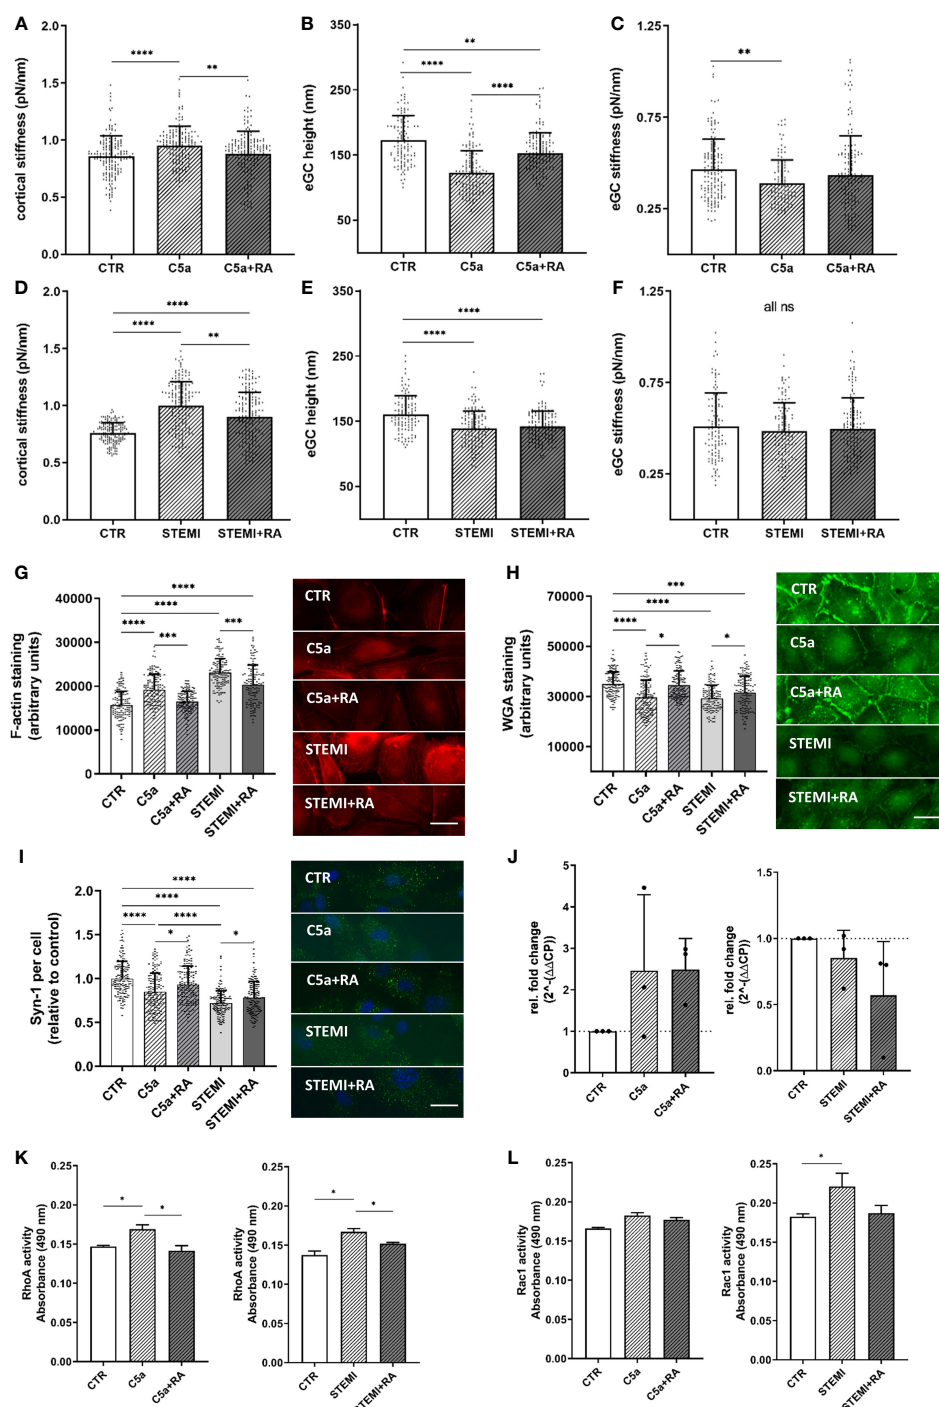 A
cortical stiffness (pN/nm)
2.0
1.5
1.0
0.5
0.0
****
**
CTR
C5a
C5a+RA
B
eGC height (nm)
350
250
150
50
**
****
****
CTR
C5a
C5a+RA
C
eGC stiffness (pN/nm)
1.25
0.75
0.25
**
CTR
C5a
C5a+RA
D
cortical stiffness (pN/nm)
2.0
1.5
1.0
0.5
0.0
****
****
**
CTR
STEMI
STEMI+RA
E
eGC height (nm)
350
250
150
50
****
****
CTR
STEMI
STEMI+RA
F
eGC stiffness (pN/nm)
1.25
0.75
0.25
all ns
CTR
STEMI
STEMI+RA
G
F-actin staining
(arbitrary units)
40000
30000
20000
10000
0
****
****
****
***
***
CTR
C5a
C5a+RA
STEMI
STEMI+RA
CTR
C5a
C5a+RA
STEMI
STEMI+RA
H
WGA staining
(arbitrary units)
70000
50000
30000
10000
***
****
****
*
*
CTR
C5a
C5a+RA
STEMI
STEMI+RA
CTR
C5a
C5a+RA
STEMI
STEMI+RA
I
Syn-1 per cell
(relative to control)
2.0
1.5
1.0
0.5
0.0
****
****
****
****
*
*
CTR
C5a
C5a+RA
STEMI
STEMI+RA
CTR
C5a
C5a+RA
STEMI
STEMI+RA
J
rel. fold change
(2^-(ΔΔCP))
5
4
3
2
1
0
CTR
C5a
C5a+RA
rel. fold change
(2^-(ΔΔCP))
1.5
1.0
0.5
0.0
CTR
STEMI
STEMI+RA
K
RhoA activity
Absorbance (490 nm)
0.25
0.20
0.15
0.10
0.05
0.00
*
*
CTR
C5a
C5a+RA
RhoA activity
Absorbance (490 nm)
0.25
0.20
0.15
0.10
0.05
0.00
*
*
CTR
STEMI
STEMI+RA
L
Rac1 activity
Absorbance (490 nm)
0.25
0.20
0.15
0.10
0.05
0.00
CTR
C5a
C5a+RA
Rac1 activity
Absorbance (490 nm)
0.25
0.20
0.15
0.10
0.05
0.00
*
CTR
STEMI
STEMI+RA